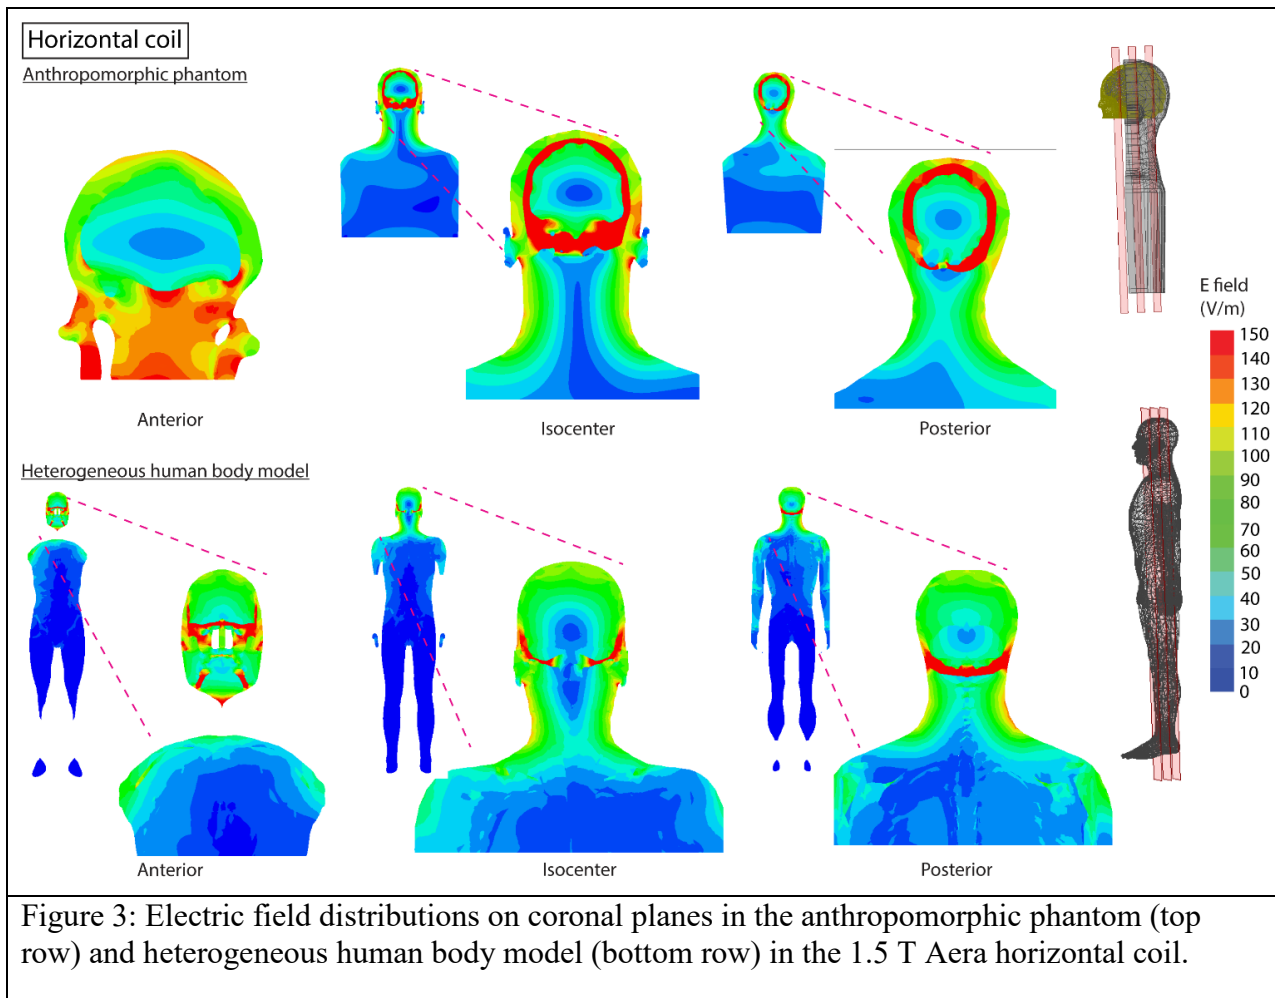 Horizontal coil
Anthropomorphic phantom
Anterior
Isocenter
Posterior
E field
(V/m)
150
140
130
120
110
100
90
80
70
60
50
40
30
20
10
0
Heterogeneous human body model
Anterior
Isocenter
Posterior
Figure 3: Electric field distributions on coronal planes in the anthropomorphic phantom (top
row) and heterogeneous human body model (bottom row) in the 1.5 T Aera horizontal coil.